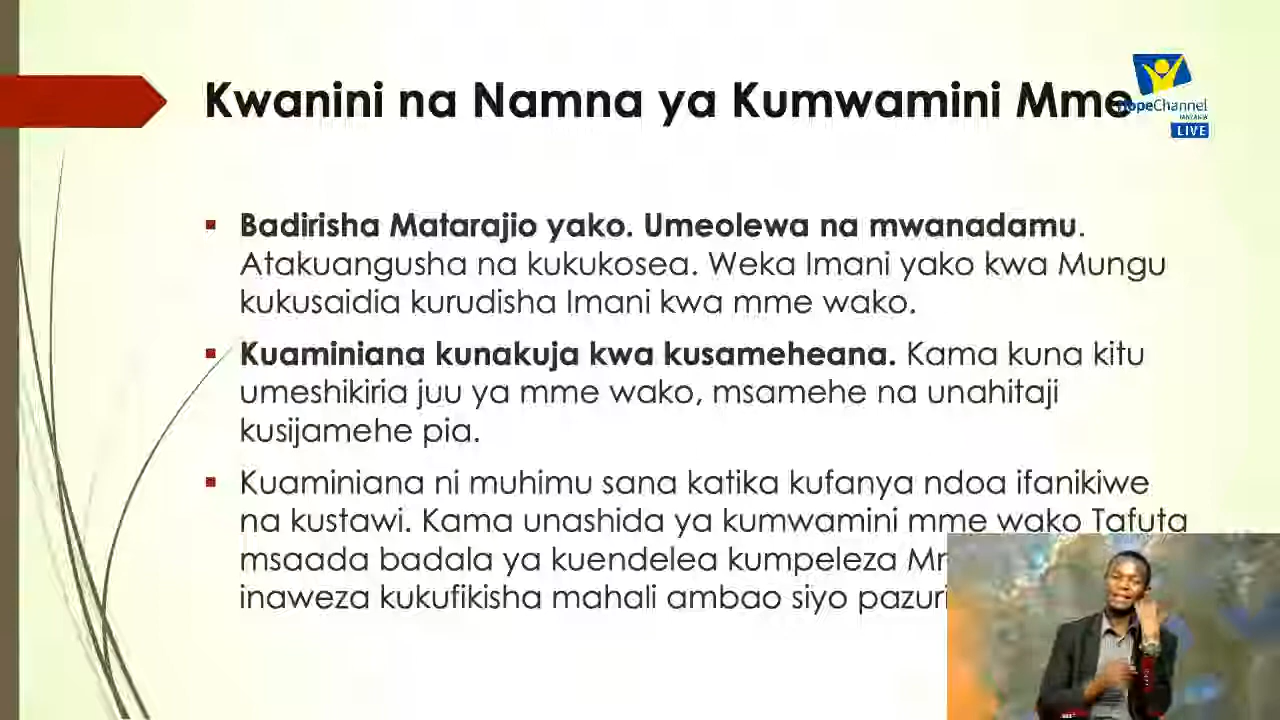 Kwanini na Namna ya Kumwamini Mme
HopeChannel
TANZANIA
LIVE
Badirisha Matarajio yako. Umeolewa na mwanadamu.
Atakuangusha na kukukosea. Weka Imani yako kwa Mungu
kukusaidia kurudisha Imani kwa mme wako.
Kuaminiana kunakuja kwa kusameheana. Kama kuna kitu
umeshikiria juu ya mme wako, msamehe na unahitaji
kusijamehe pia.
Kuaminiana ni muhimu sana katika kufanya ndoa ifanikiwe
na kustawi. Kama unashida ya kumwamini mme wako Tafuta
msaada badala ya kuendelea kumpeleza
inaweza kukufikisha mahali ambao siyo pazuri